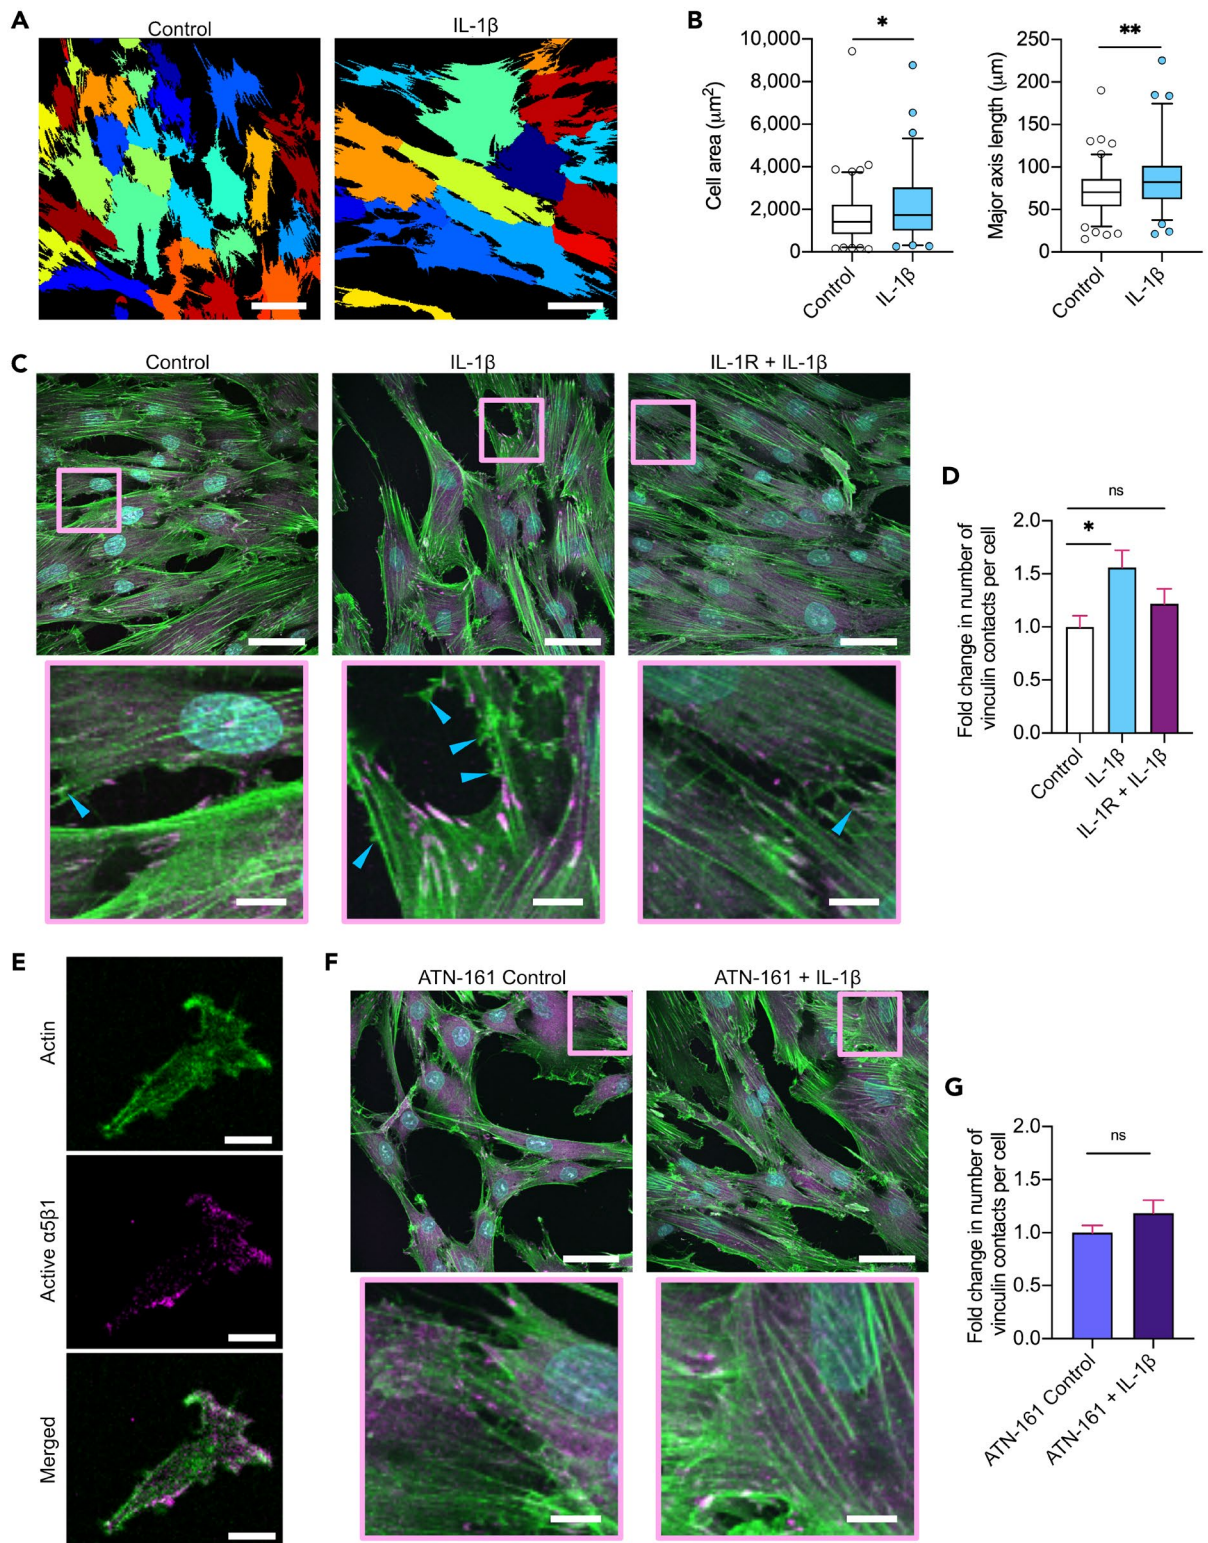 A
Control
IL-1β
B
*
Cell area (μm²)
10,000
8,000
6,000
4,000
2,000
0
Control
IL-1β
**
Major axis length (μm)
250
200
150
100
50
0
Control
IL-1β
C
Control
IL-1β
IL-1R + IL-1β
D
ns
*
Fold change in number of
vinculin contacts per cell
2.0
1.5
1.0
0.5
0.0
Control
IL-1β
IL-1R + IL-1β
E
Actin
Active α5β1
Merged
F
ATN-161 Control
ATN-161 + IL-1β
G
ns
Fold change in number of
vinculin contacts per cell
2.0
1.5
1.0
0.5
0.0
ATN-161 Control
ATN-161 + IL-1β